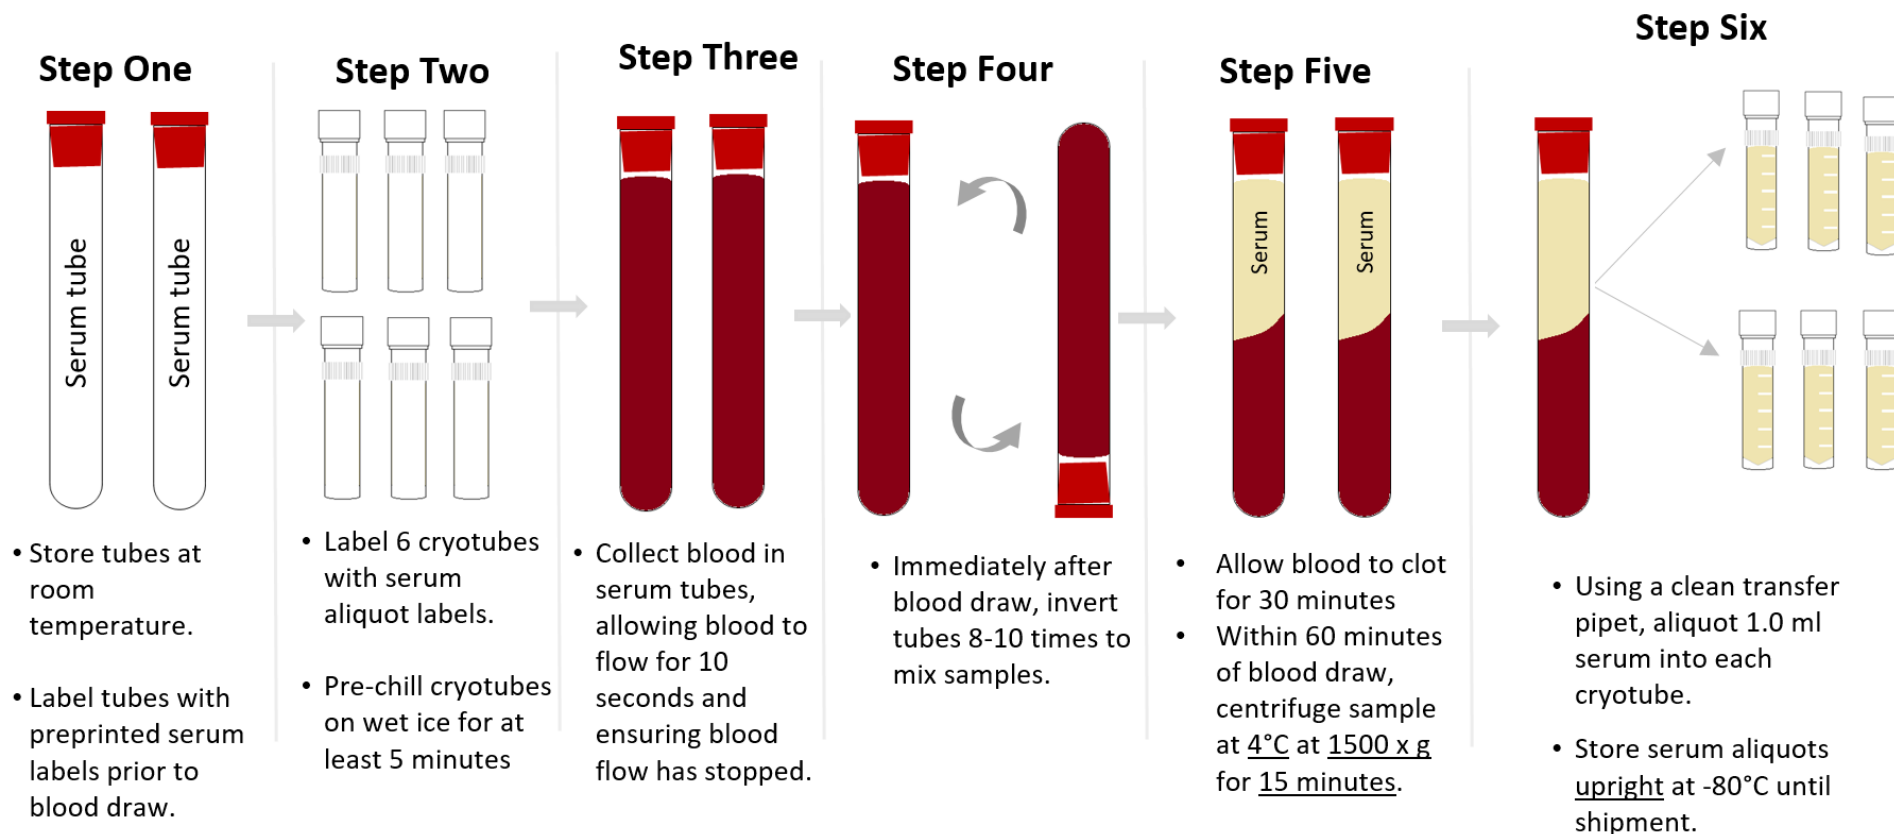 Step One
Serum tube
Serum tube
• Store tubes at
room
temperature.
• Label tubes with
preprinted serum
labels prior to
blood draw.
Step Two
• Label 6 cryotubes
with serum
aliquot labels.
• Pre-chill cryotubes
on wet ice for at
least 5 minutes
Step Three
• Collect blood in
serum tubes,
allowing blood to
flow for 10
seconds and
ensuring blood
flow has stopped.
Step Four
• Immediately after
blood draw, invert
tubes 8-10 times to
mix samples.
Step Five
Serum
Serum
• Allow blood to clot
for 30 minutes
• Within 60 minutes
of blood draw,
centrifuge sample
at 4°C at 1500 x g
for 15 minutes.
Step Six
• Using a clean transfer
pipet, aliquot 1.0 ml
serum into each
cryotube.
• Store serum aliquots
upright at -80°C until
shipment.